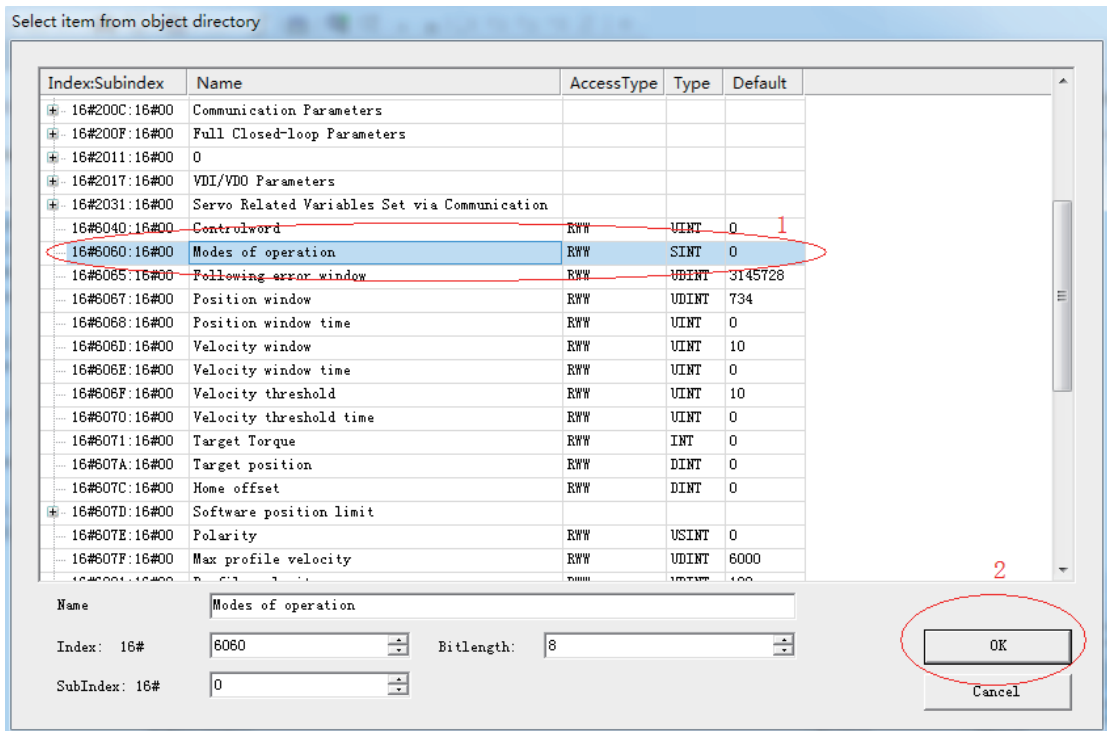 Select item from object directory
Index:Subindex Name AccessType Type Default
16#200C:16#00 Communication Parameters
16#200F:16#00 Full Closed-loop Parameters
16#2011:16#00 0
16#2017:16#00 VDI/VDO Parameters
16#2031:16#00 Servo Related Variables Set via Communication
16#6040:16#00 Controlword RWW UINT 0 1
16#6060:16#00 Modes of operation RWW SINT 0
16#6065:16#00 Following error window RWW UDINT 3145728
16#6067:16#00 Position window RWW UDINT 734
16#6068:16#00 Position window time RWW UINT 0
16#606D:16#00 Velocity window RWW UINT 10
16#606E:16#00 Velocity window time RWW UINT 0
16#606F:16#00 Velocity threshold RWW UINT 10
16#6070:16#00 Velocity threshold time RWW UINT 0
16#6071:16#00 Target Torque RWW INT 0
16#607A:16#00 Target position RWW DINT 0
16#607C:16#00 Home offset RWW DINT 0
16#607D:16#00 Software position limit
16#607E:16#00 Polarity RWW USINT 0
16#607F:16#00 Max profile velocity RWW UDINT 6000
2
Name Modes of operation
Index: 16# 6060 Bitlength: 8 OK
SubIndex: 16# 0 Cancel